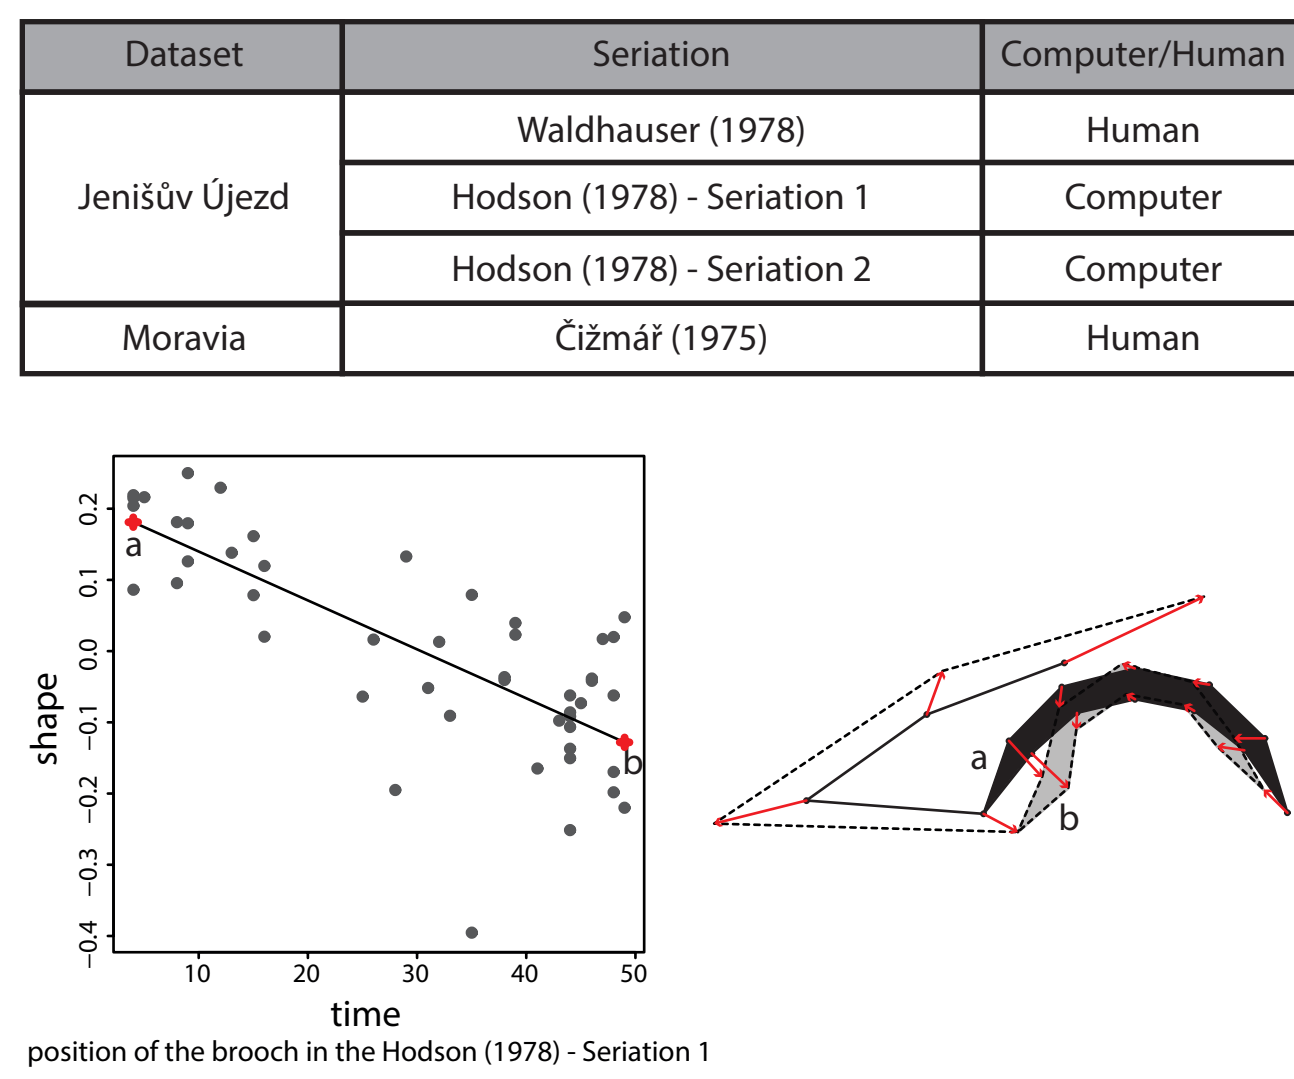 Dataset Seriation Computer/Human
Waldhauser (1978) Human
Jenišův Újezd Hodson (1978) - Seriation 1 Computer
Hodson (1978) - Seriation 2 Computer
Moravia Čižmář (1975) Human
shape
0.2
0.1
0.0
−0.1
−0.2
−0.3
−0.4
a
b
10 20 30 40 50
time
position of the brooch in the Hodson (1978) - Seriation 1
a
b